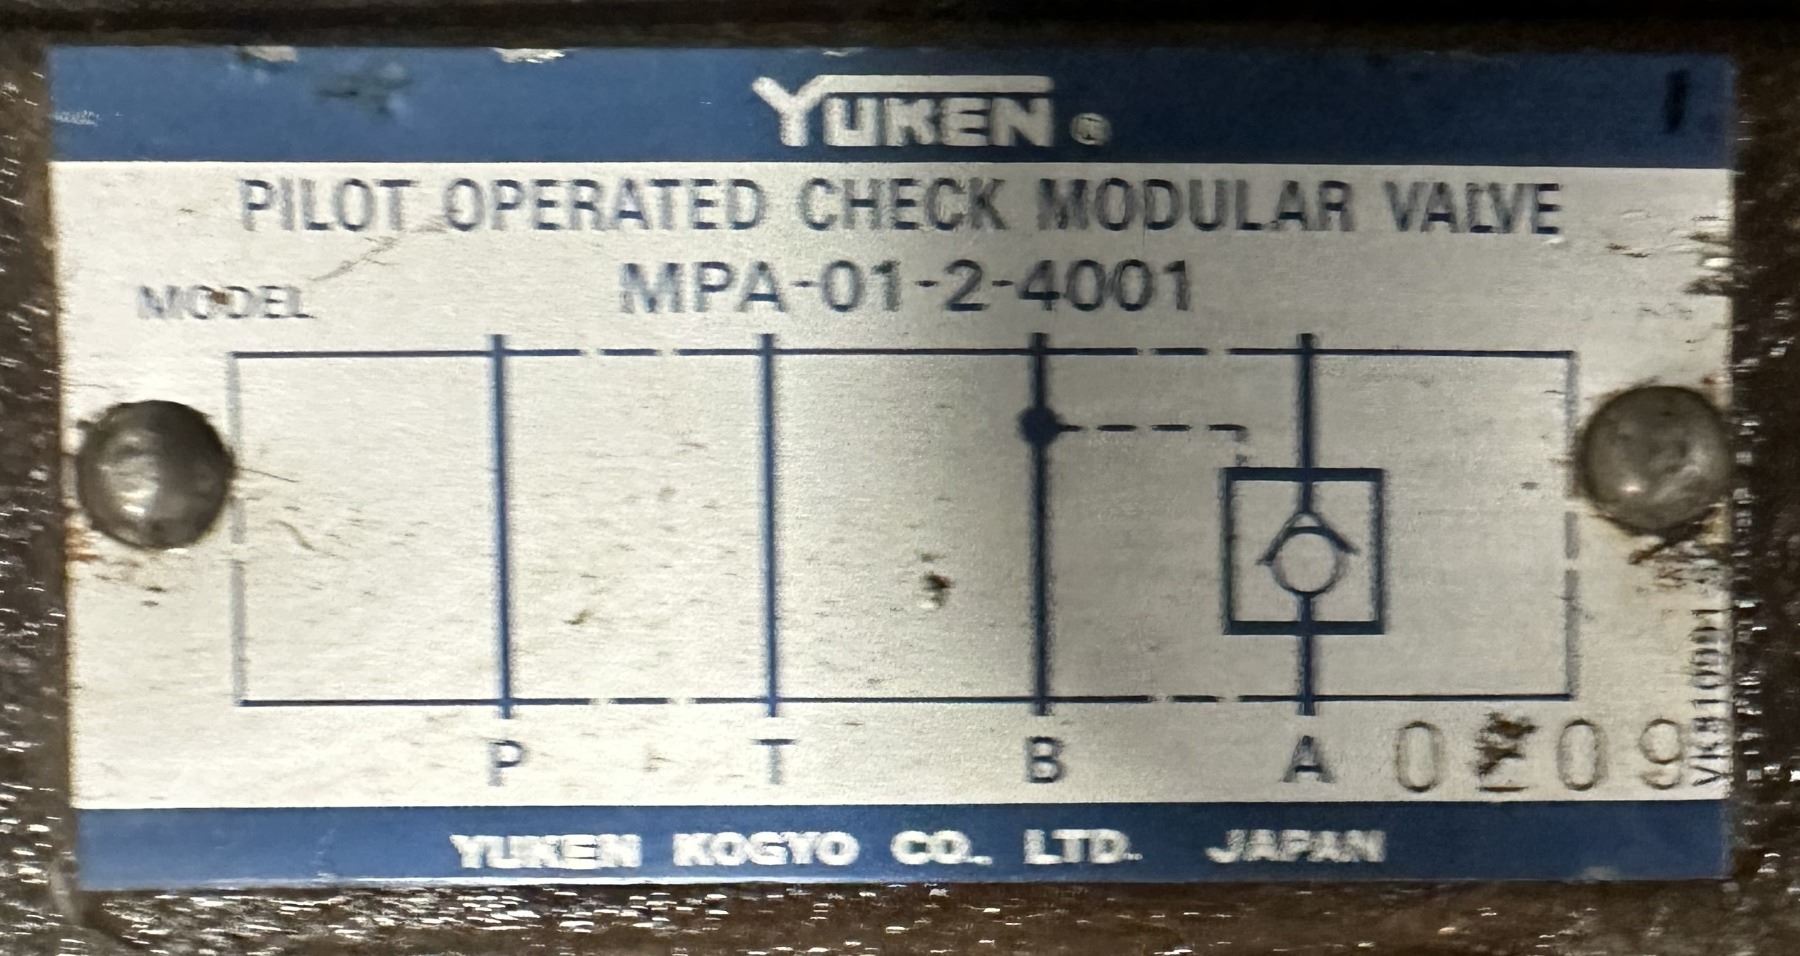 YUKEN ®
PILOT OPERATED CHECK MODULAR VALVE
MODEL MPA-01-2-4001
P T B A
YUKEN KOGYO CO. LTD. JAPAN